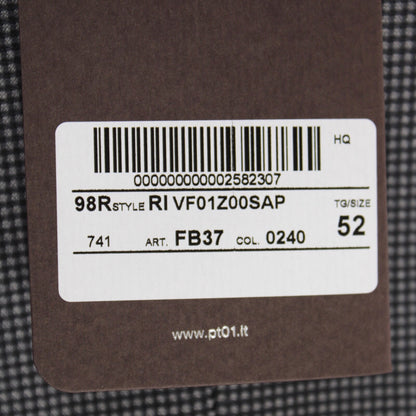 HQ
000000000002582307
98R STYLE RI VF01Z00SAP TG/SIZE
741 ART. FB37 COL. 0240 52
www.pt01.it